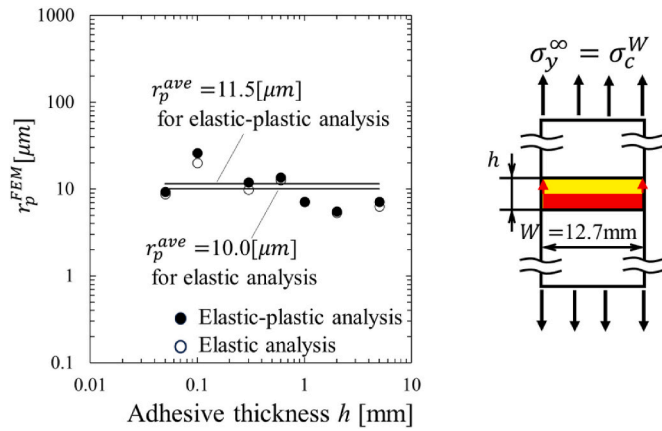 1000
100
10
1
0.1
0.01
0.1
1
10
r_p^{FEM}[μm]
r_p^{ave} =11.5[μm]
for elastic-plastic analysis
r_p^{ave}=10.0[μm]
for elastic analysis
● Elastic-plastic analysis
○ Elastic analysis
Adhesive thickness h [mm]
σ_y^∞ = σ_c^W
h
W =12.7mm